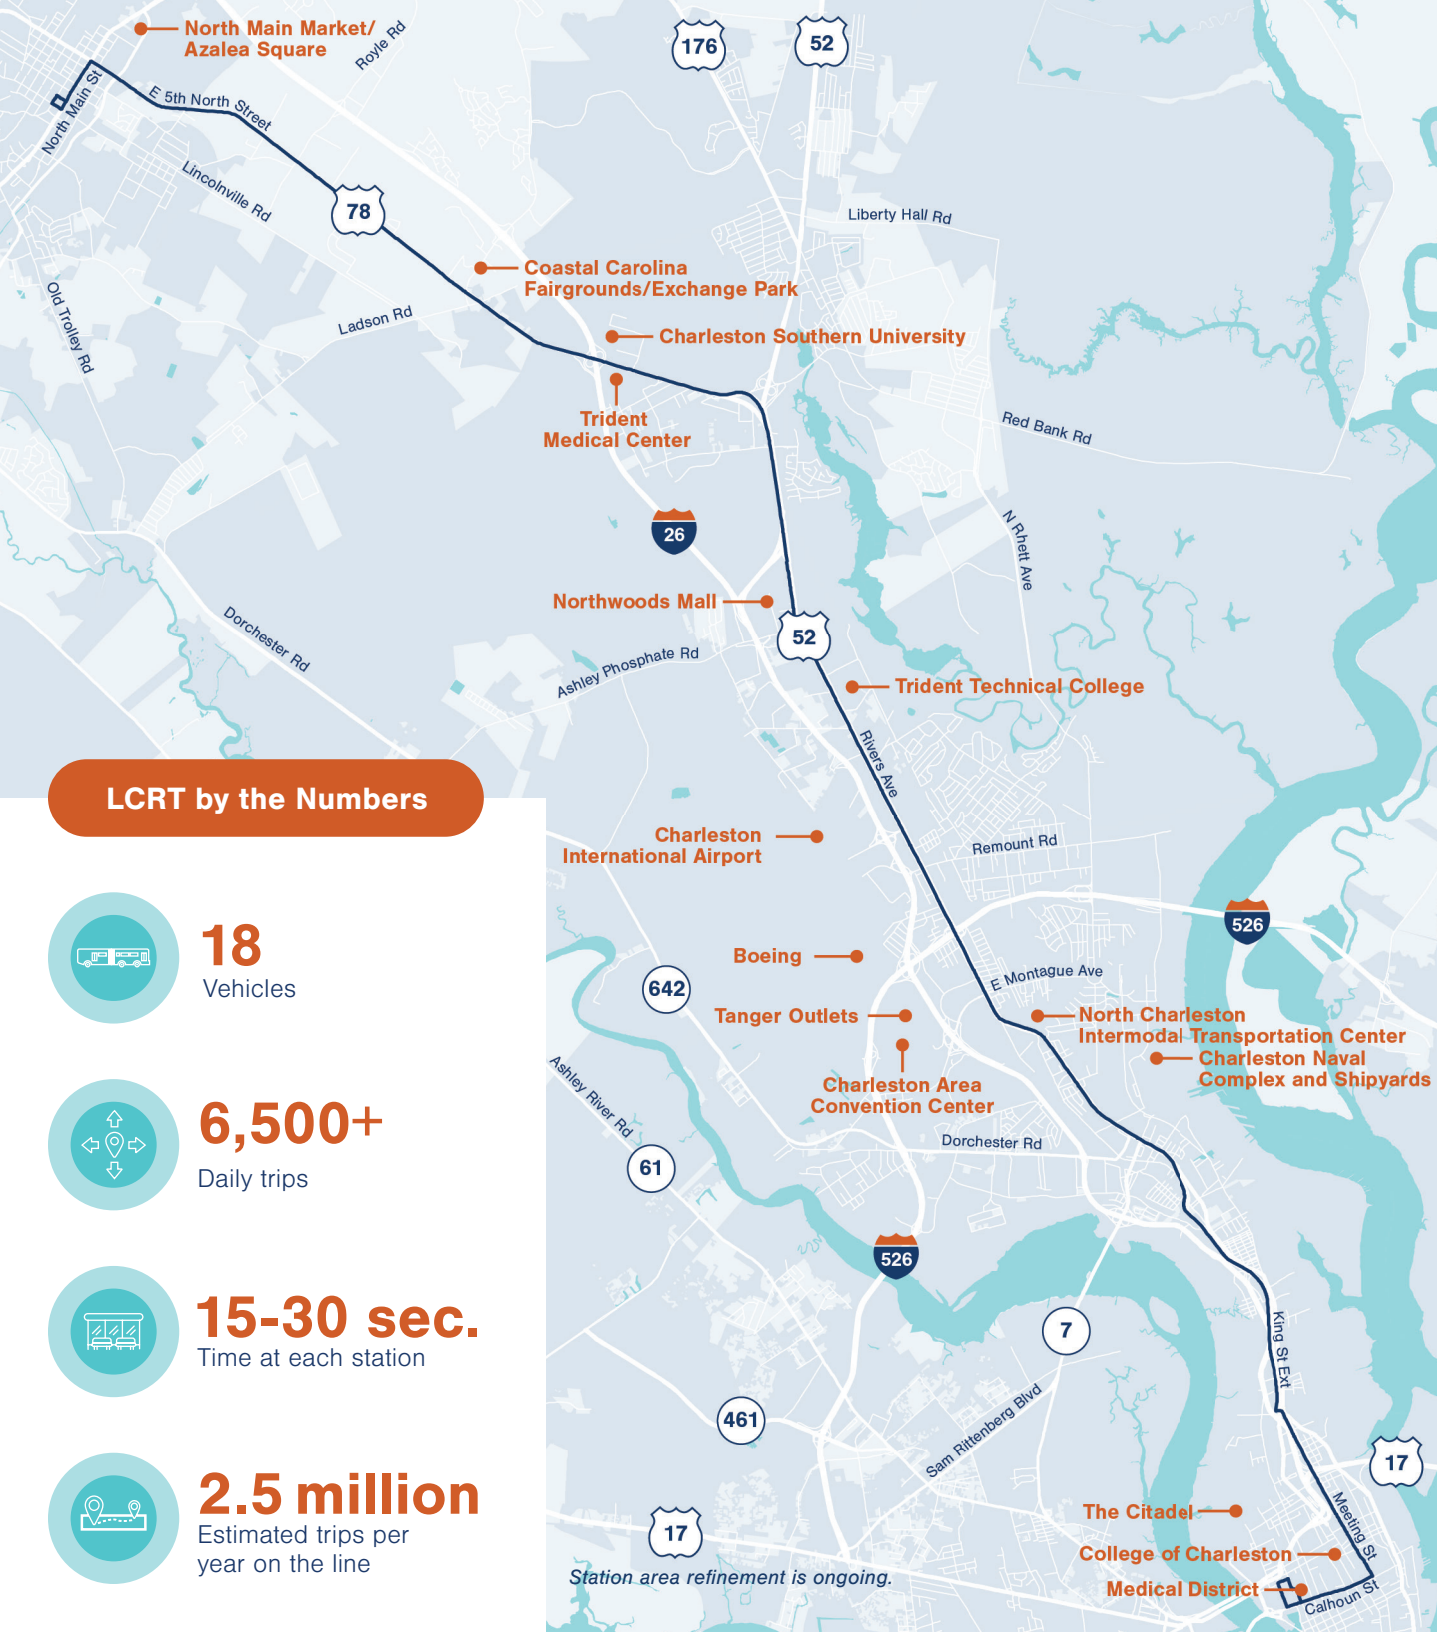 North Main Market/
Azalea Square
Royle Rd
176
52
E 5th North Street
North Main St
Lincolnville Rd
78
Liberty Hall Rd
Coastal Carolina
Fairgrounds/Exchange Park
Old Trolley Rd
Ladson Rd
Charleston Southern University
Trident
Medical Center
Red Bank Rd
26
N Rhett Ave
Northwoods Mall
52
Dorchester Rd
Ashley Phosphate Rd
Trident Technical College
Rivers Ave
LCRT by the Numbers
Charleston
International Airport
Remount Rd
526
18
Vehicles
Boeing
642
E Montague Ave
Tanger Outlets
North Charleston
Intermodal Transportation Center
Charleston Naval
Complex and Shipyards
Charleston Area
Convention Center
Ashley River Rd
6,500+
Daily trips
Dorchester Rd
61
526
15-30 sec.
Time at each station
7
King St Ext
461
Sam Rittenberg Blvd
17
2.5 million
Estimated trips per
year on the line
17
The Citadel
Meeting St
College of Charleston
Station area refinement is ongoing.
Medical District
Calhoun St